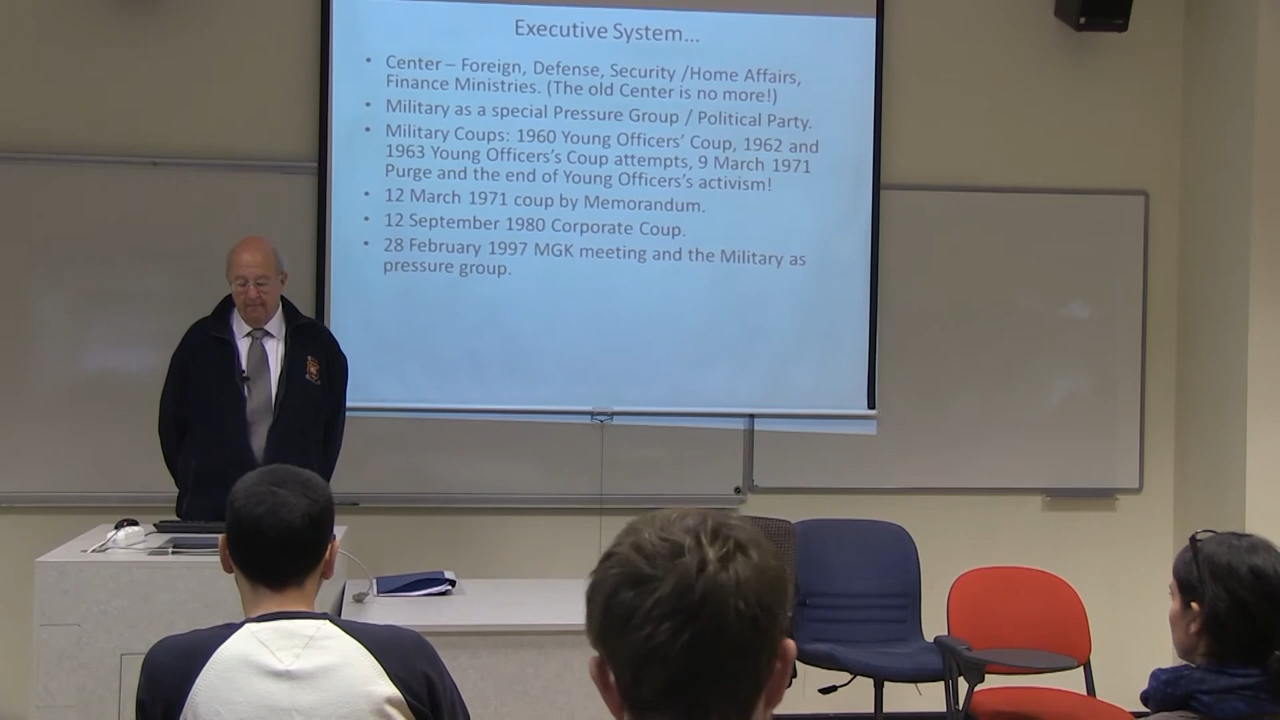 Executive System...
• Center – Foreign, Defense, Security /Home Affairs,
Finance Ministries. (The old Center is no more!)
• Military as a special Pressure Group / Political Party.
• Military Coups: 1960 Young Officers' Coup, 1962 and
1963 Young Officers's Coup attempts, 9 March 1971
Purge and the end of Young Officers's activism!
• 12 March 1971 coup by Memorandum.
• 12 September 1980 Corporate Coup.
• 28 February 1997 MGK meeting and the Military as
pressure group.